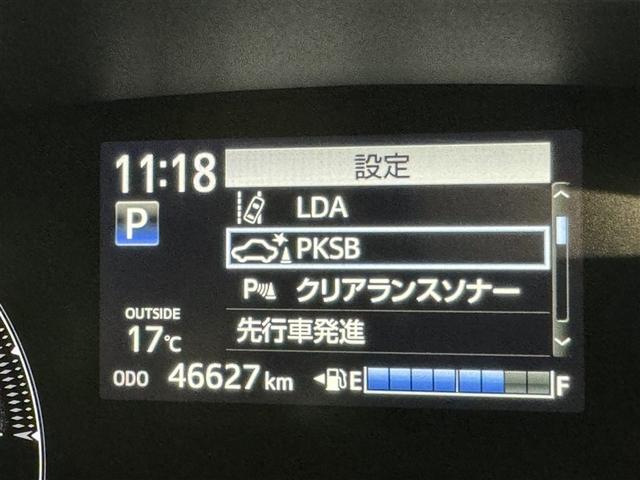 11:18
設定
P
LDA
PKSB
P クリアランスソナー
先行車発進
OUTSIDE
17℃
ODO 46627 km E F